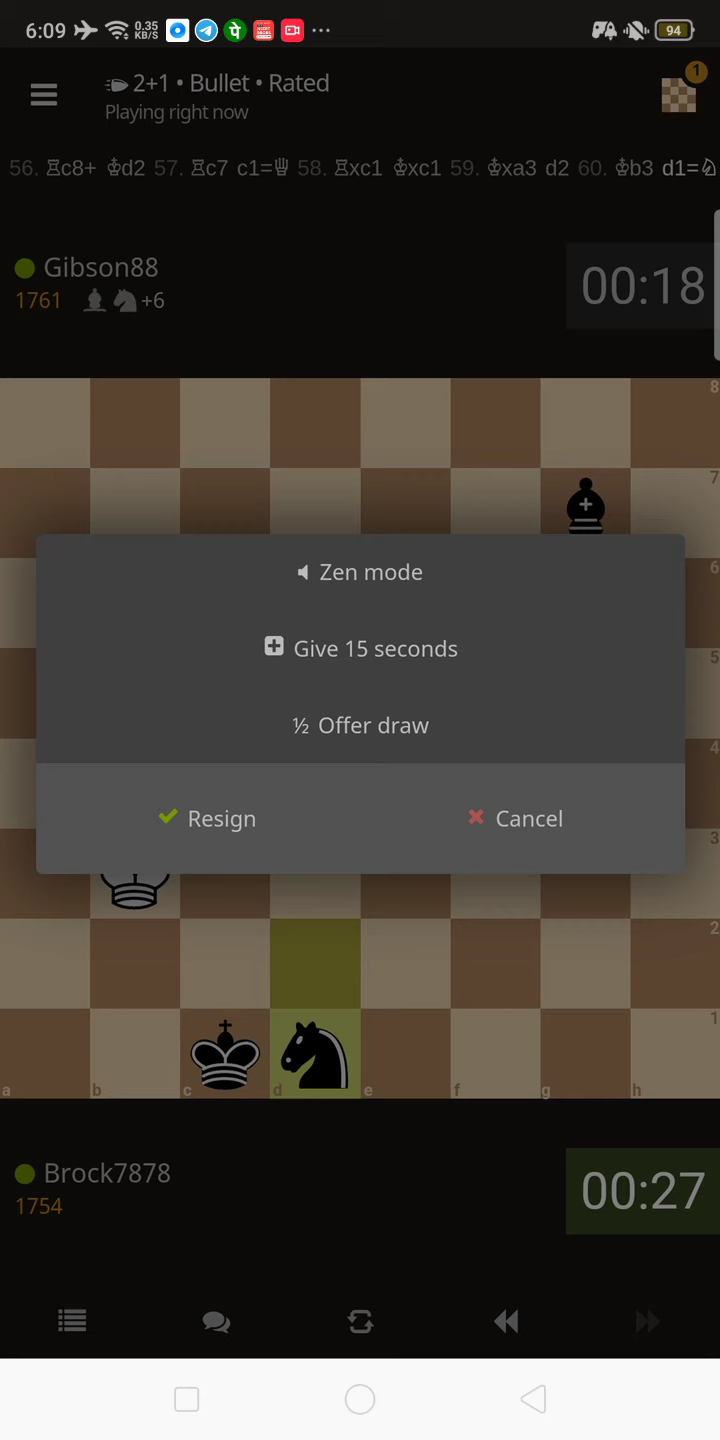 6:09 0.35 KB/S पे ... 94
2+1 • Bullet • Rated 1
Playing right now
56. ♖c8+ ♔d2 57. ♖c7 c1=♕ 58. ♖xc1 ♔xc1 59. ♔xa3 d2 60. ♔b3 d1=♘
Gibson88
1761 +6
00:18
8
7
Zen mode
6
Give 15 seconds
5
½ Offer draw
4
Resign Cancel
3
2
1
a b c d e f g h
Brock7878
1754
00:27